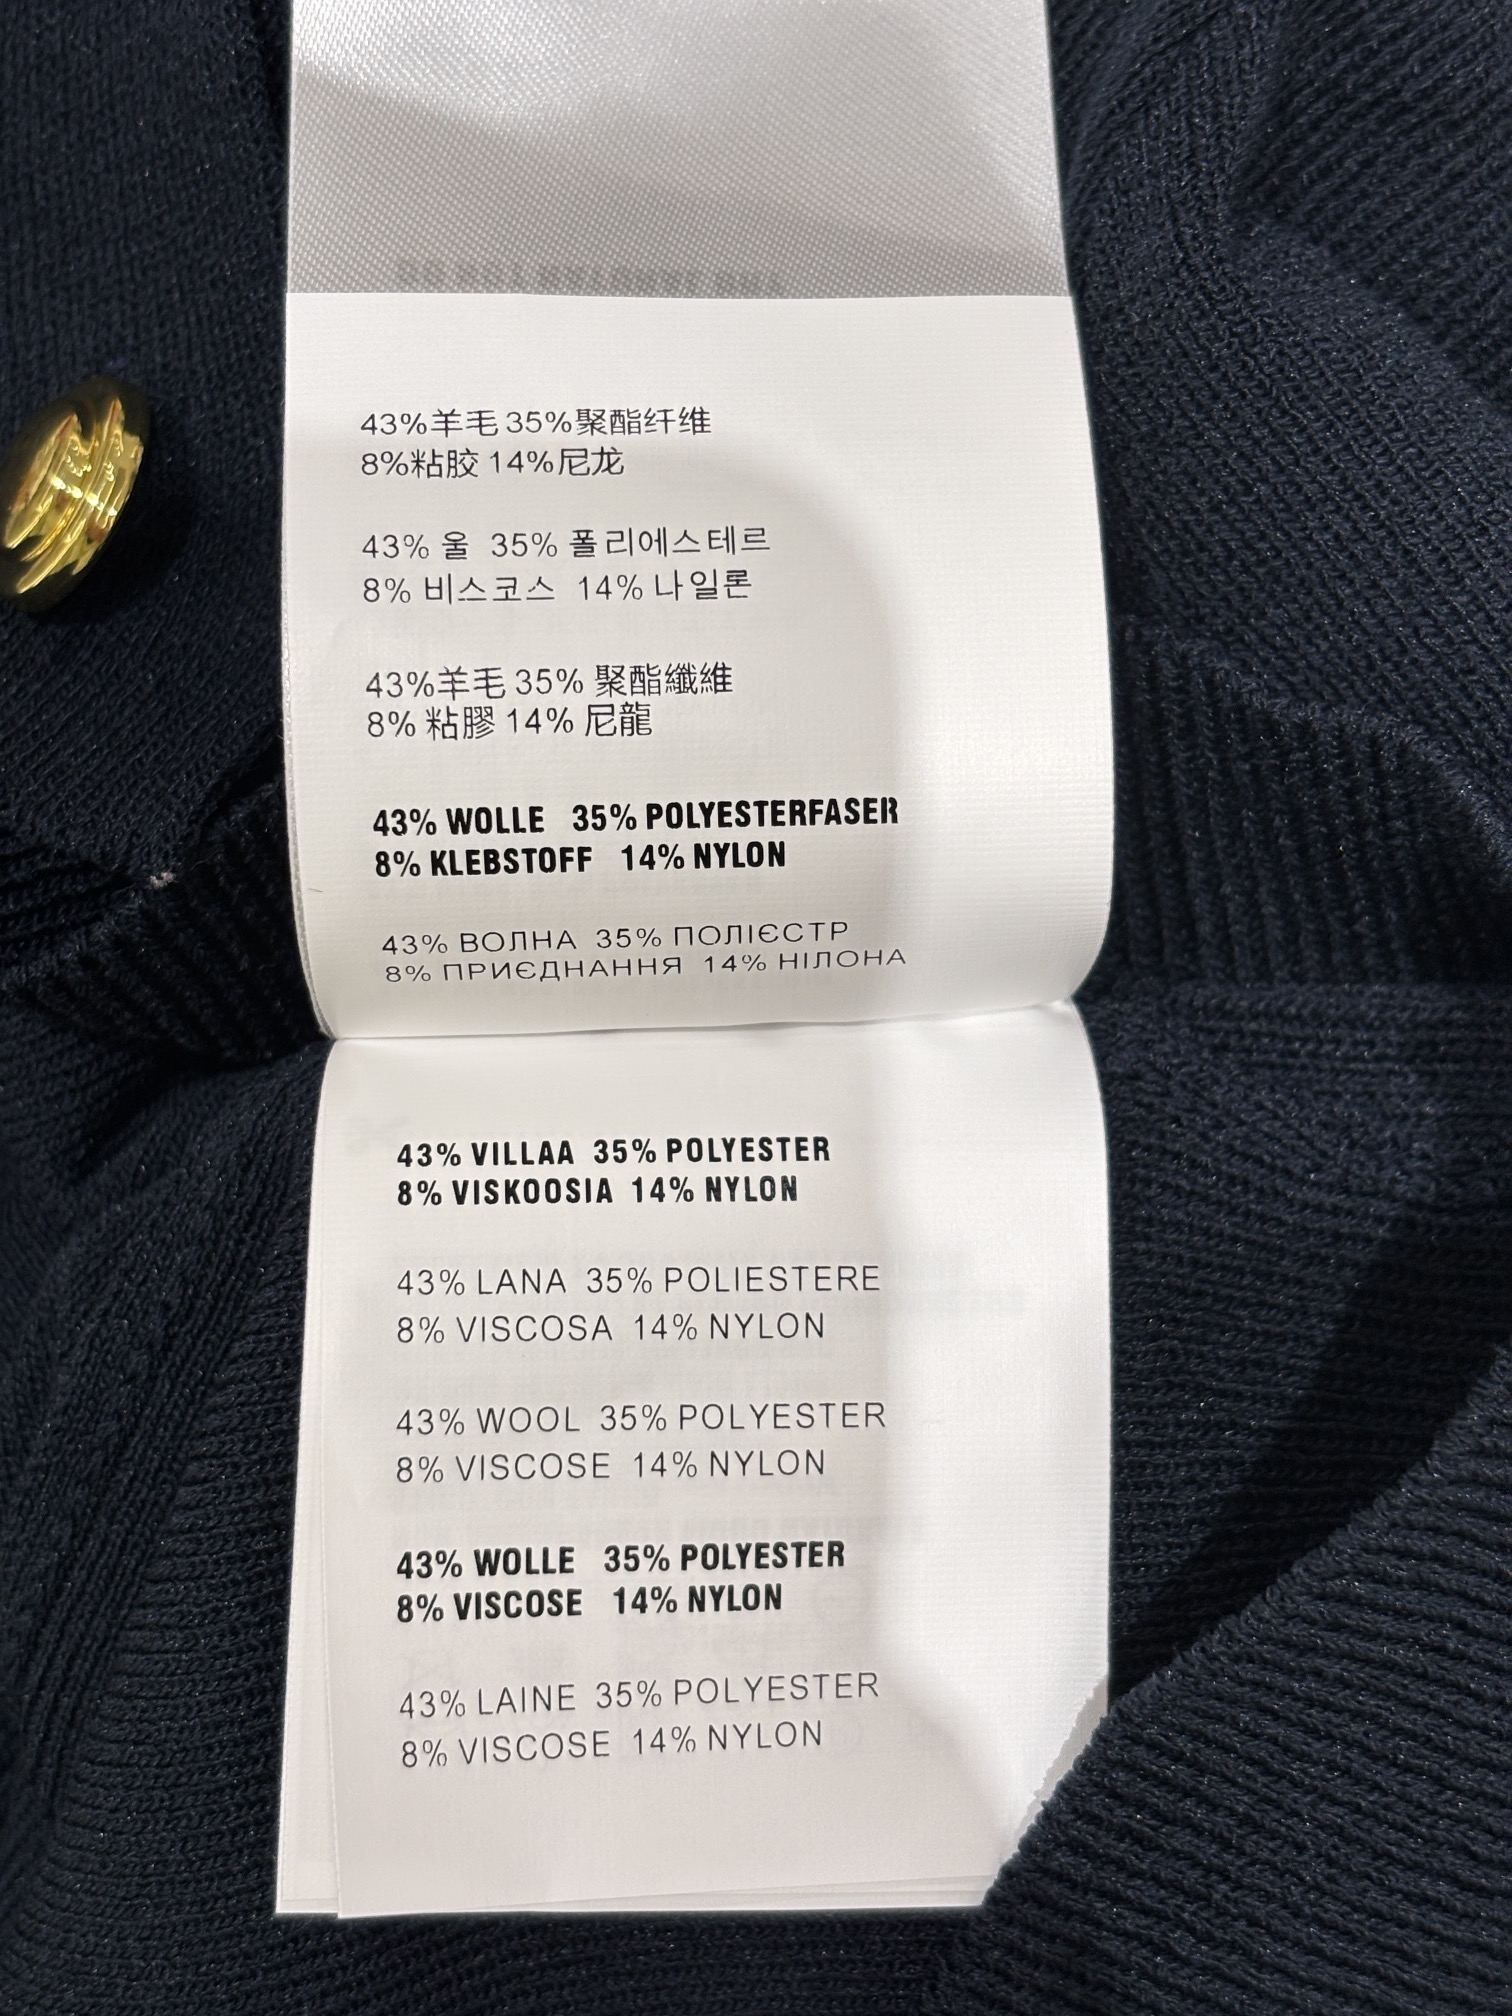 43%羊毛 35%聚酯纤维
8%粘胶 14%尼龙
43% 울 35% 폴리에스테르
8% 비스코스 14% 나일론
43%羊毛 35% 聚酯纖維
8% 粘膠 14% 尼龍
43% WOLLE 35% POLYESTERFASER
8% KLEBSTOFF 14% NYLON
43% ВОЛНА 35% ПОЛІЄСТР
8% ПРИЄДНАННЯ 14% НІЛОНА
43% VILLAA 35% POLYESTER
8% VISKOOSIA 14% NYLON
43% LANA 35% POLIESTERE
8% VISCOSA 14% NYLON
43% WOOL 35% POLYESTER
8% VISCOSE 14% NYLON
43% WOLLE 35% POLYESTER
8% VISCOSE 14% NYLON
43% LAINE 35% POLYESTER
8% VISCOSE 14% NYLON